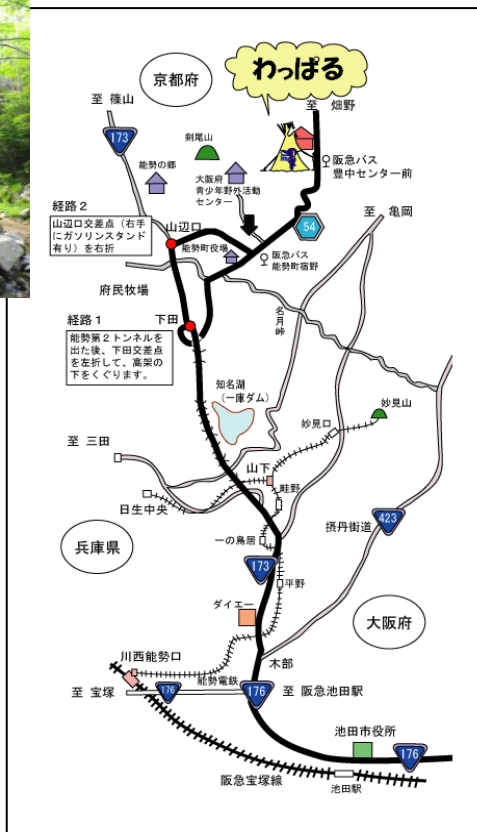 わっぱる
京都府
至 篠山
至 畑野
173
剣尾山
能勢の郷
大阪府
青少年野外活動
センター
阪急バス
豊中センター前
経路２
山辺口交差点（右手
にガソリンスタンド
有り）を右折
山辺口
54
至 亀岡
能勢町役場
阪急バス
能勢町宿野
府民牧場
名月峠
経路１
能勢第２トンネルを
出た後、下田交差点
を左折して、高架の
下をくぐります。
下田
知名湖
（一庫ダム）
妙見山
妙見口
至 三田
山下
畦野
日生中央
一の鳥居
摂丹街道
423
兵庫県
173
平野
ダイエー
大阪府
川西能勢口
木部
能勢電鉄
至 宝塚
176
176
至 阪急池田駅
池田市役所
176
阪急宝塚線
池田駅